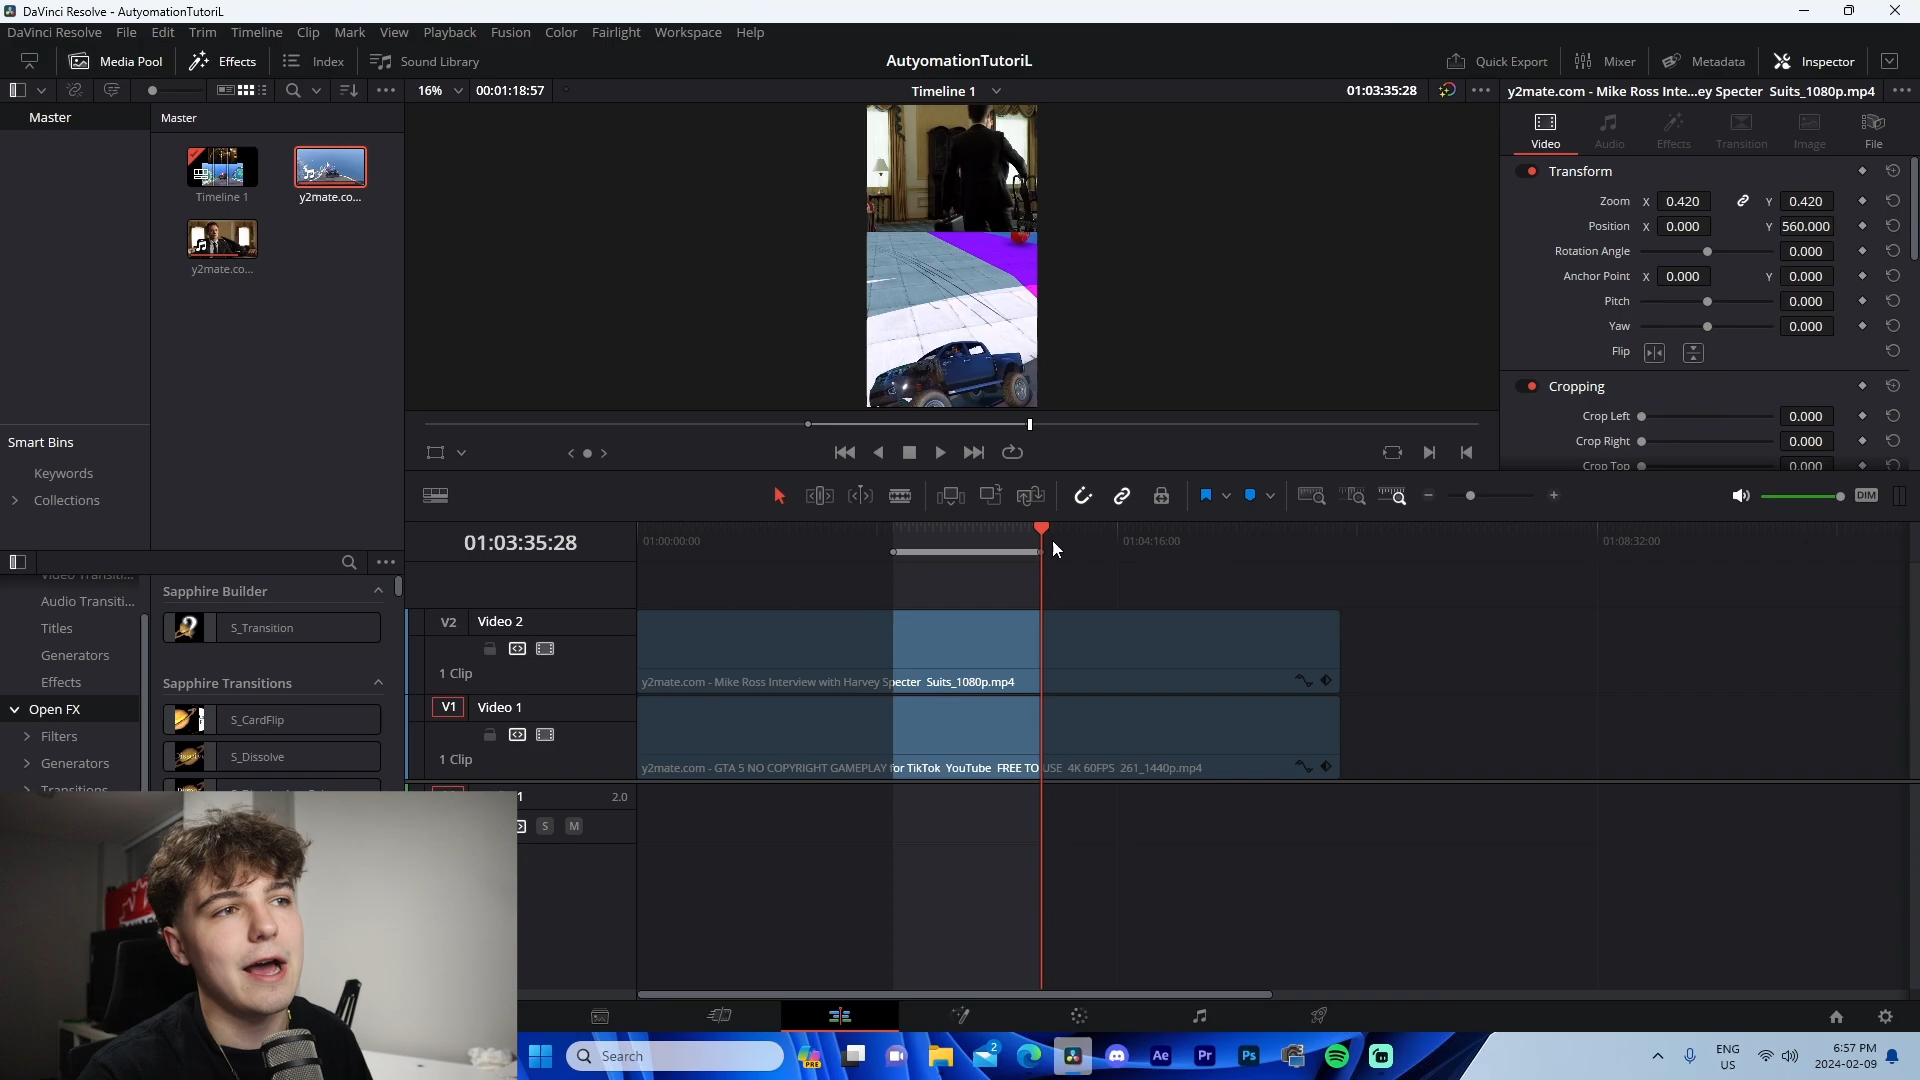 DaVinci Resolve - AutyomationTutoriL
DaVinci Resolve File Edit Trim Timeline Clip Mark View Playback Fusion Color Fairlight Workspace Help
Media Pool Effects Index Sound Library AutyomationTutoriL Quick Export Mixer Metadata Inspector
16% 00:01:18:57 Timeline 1 01:03:35:28 y2mate.com - Mike Ross Inte...ey Specter Suits_1080p.mp4
Master Master
Video Audio Effects Transition Image File
Timeline 1 y2mate.co...
y2mate.co...
Transform
Zoom X 0.420 Y 0.420
Position X 0.000 Y 560.000
Rotation Angle 0.000
Anchor Point X 0.000 Y 0.000
Pitch 0.000
Yaw 0.000
Flip
Cropping
Crop Left 0.000
Crop Right 0.000
Crop Top 0.000
Smart Bins
Keywords
Collections
DIM
01:03:35:28 01:00:00:00 01:04:16:00 01:08:32:00
Audio Transiti...
Titles
Generators
Effects
Open FX
Filters
Generators
Transitions
Sapphire Builder
S_Transition
Sapphire Transitions
S_CardFlip
S_Dissolve
V2 Video 2
1 Clip
y2mate.com - Mike Ross Interview with Harvey Specter Suits_1080p.mp4
V1 Video 1
1 Clip
y2mate.com - GTA 5 NO COPYRIGHT GAMEPLAY for TikTok YouTube FREE TO USE 4K 60FPS 261_1440p.mp4
1 2.0
S M
Search
PRE
2
Ae
Pr
Ps
ENG
US
6:57 PM
2024-02-09